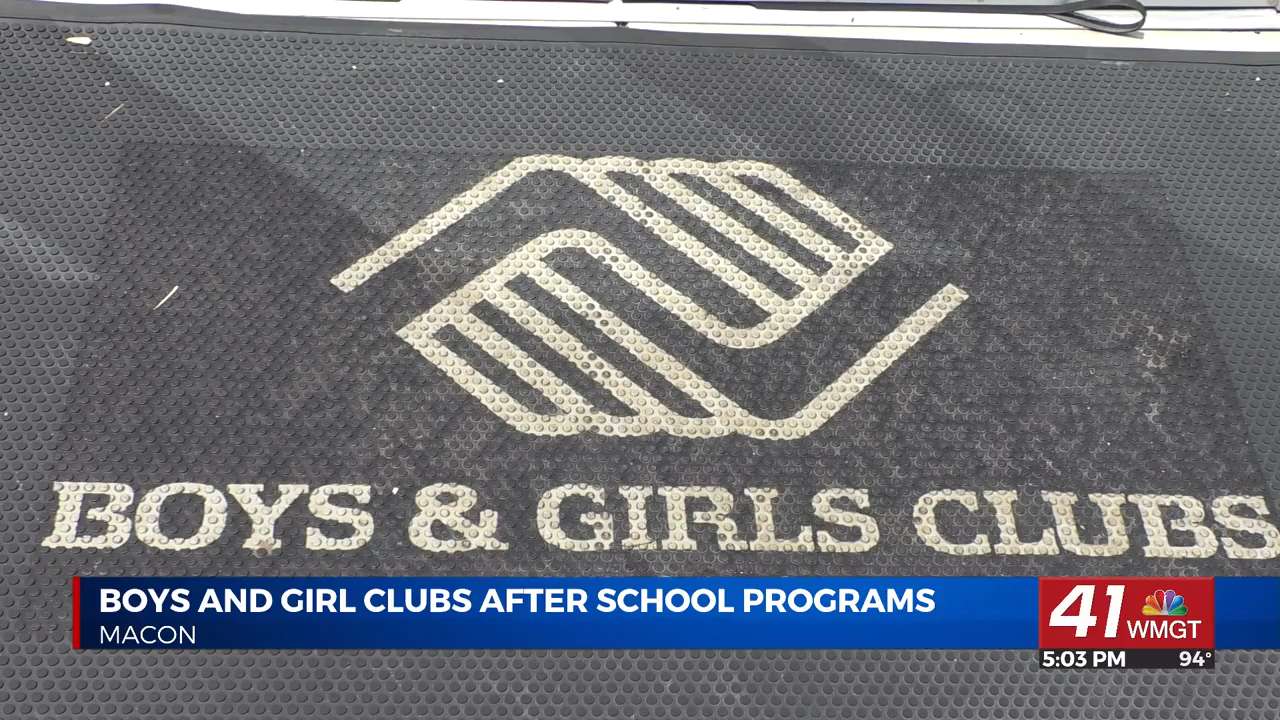 BOYS & GIRLS CLUBS
BOYS AND GIRL CLUBS AFTER SCHOOL PROGRAMS
MACON
41
WMGT
5:03 PM 94°